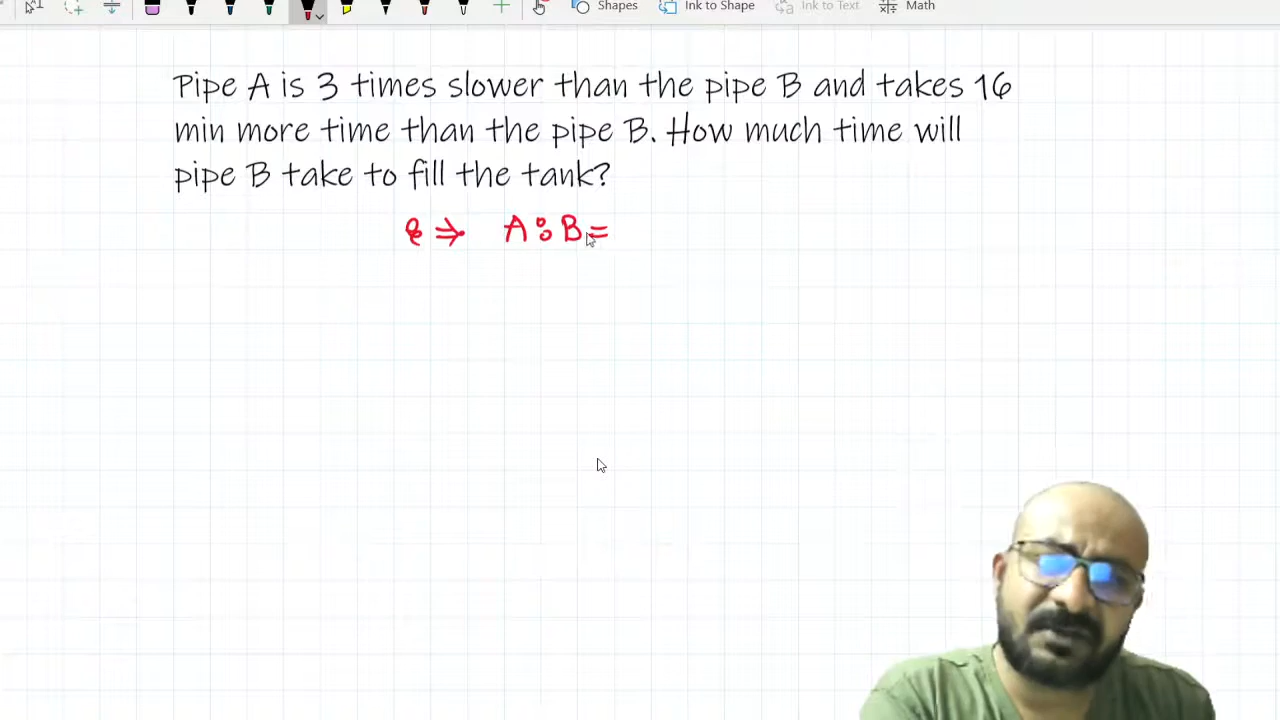 Shapes Ink to Shape Ink to Text Math
Pipe A is 3 times slower than the pipe B and takes 16
min more time than the pipe B. How much time will
pipe B take to fill the tank?
⇒ A : B =